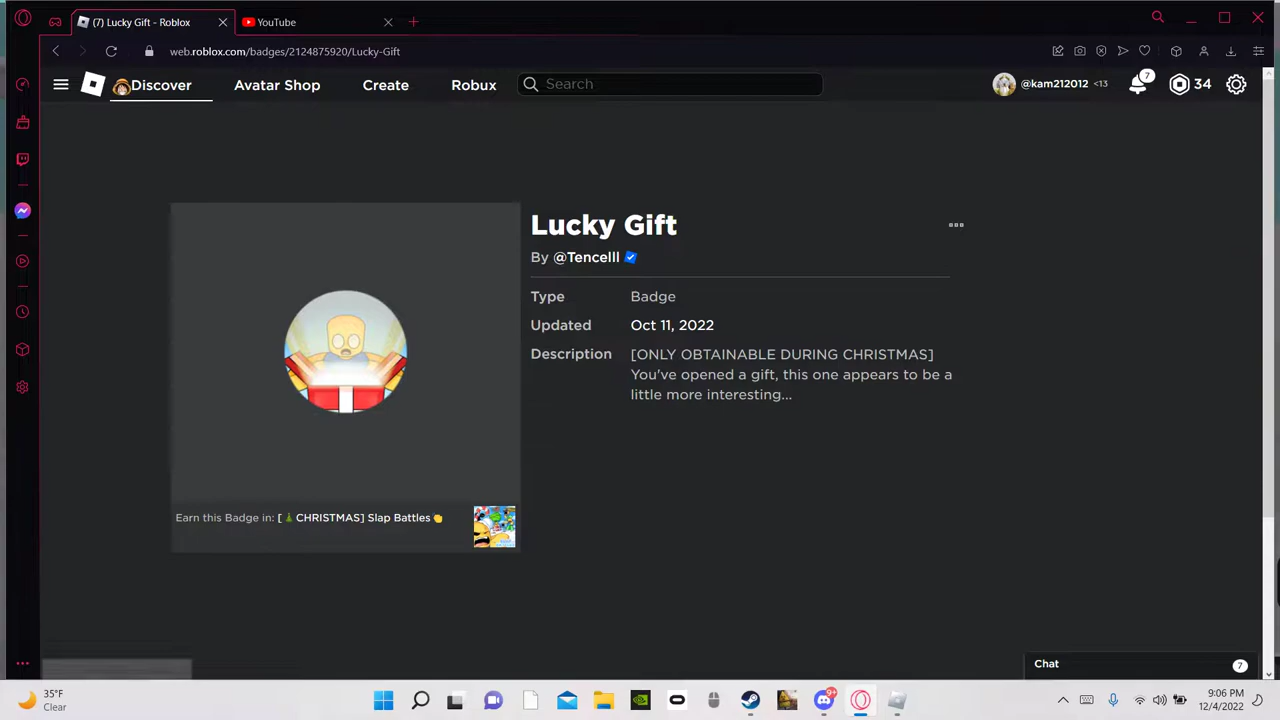 (7) Lucky Gift - Roblox
YouTube
web.roblox.com/badges/2124875920/Lucky-Gift
Discover
Avatar Shop
Create
Robux
Search
@kam212012 <13
7
34
Lucky Gift
By @Tencelll
Type Badge
Updated Oct 11, 2022
Description [ONLY OBTAINABLE DURING CHRISTMAS]
You've opened a gift, this one appears to be a
little more interesting...
Earn this Badge in: [🎄CHRISTMAS] Slap Battles👏
Chat 7
35°F
Clear
9+
9:06 PM
12/4/2022